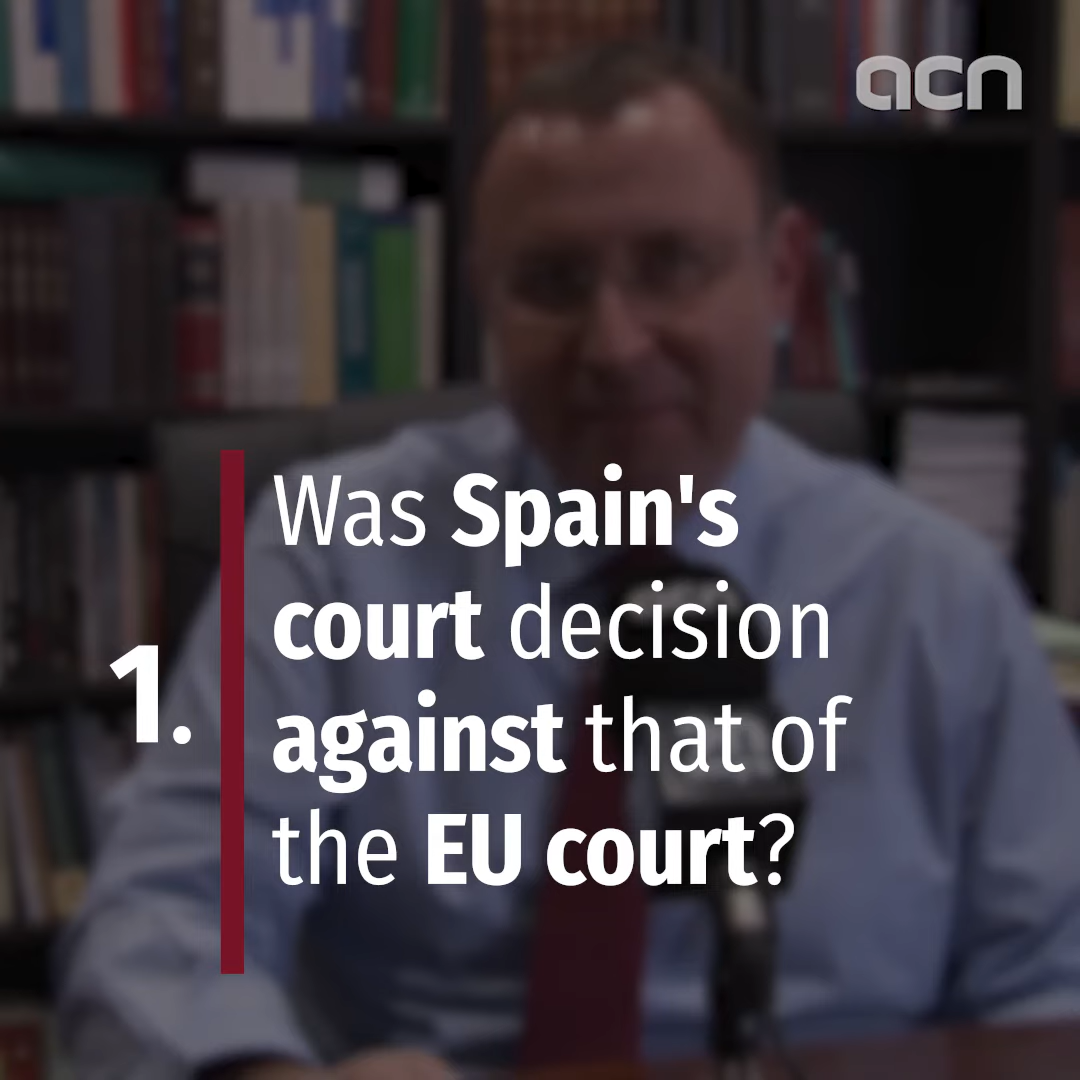 acn
1.
Was Spain's
court decision
against that of
the EU court?